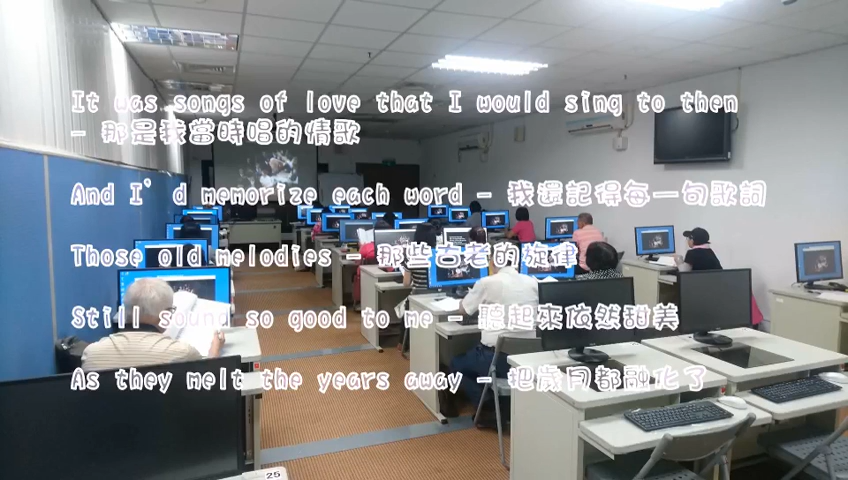 It was songs of love that I would sing to then
- 那是我當時唱的情歌
And I'd memorize each word - 我還記得每一句歌詞
Those old melodies - 那些古老的旋律
Still sound so good to me - 聽起來依然甜美
As they melt the years away - 把歲月都融化了
25